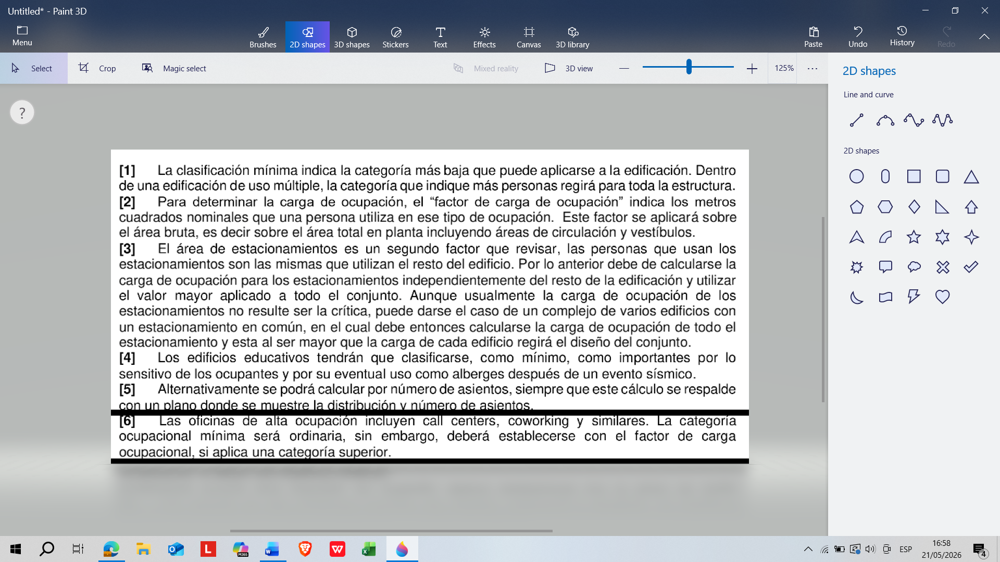 Untitled* - Paint 3D
Menu
Brushes
2D shapes
3D shapes
Stickers
Text
Effects
Canvas
3D library
Paste
Undo
History
Redo
Select
Crop
Magic select
Mixed reality
3D view
125%
2D shapes
Line and curve
2D shapes
?
[1] La clasificación mínima indica la categoría más baja que puede aplicarse a la edificación. Dentro
de una edificación de uso múltiple, la categoría que indique más personas regirá para toda la estructura.
[2] Para determinar la carga de ocupación, el “factor de carga de ocupación” indica los metros
cuadrados nominales que una persona utiliza en ese tipo de ocupación. Este factor se aplicará sobre
el área bruta, es decir sobre el área total en planta incluyendo áreas de circulación y vestíbulos.
[3] El área de estacionamientos es un segundo factor que revisar, las personas que usan los
estacionamientos son las mismas que utilizan el resto del edificio. Por lo anterior debe de calcularse la
carga de ocupación para los estacionamientos independientemente del resto de la edificación y utilizar
el valor mayor aplicado a todo el conjunto. Aunque usualmente la carga de ocupación de los
estacionamientos no resulte ser la crítica, puede darse el caso de un complejo de varios edificios con
un estacionamiento en común, en el cual debe entonces calcularse la carga de ocupación de todo el
estacionamiento y esta al ser mayor que la carga de cada edificio regirá el diseño del conjunto.
[4] Los edificios educativos tendrán que clasificarse, como mínimo, como importantes por lo
sensitivo de los ocupantes y por su eventual uso como alberges después de un evento sísmico.
[5] Alternativamente se podrá calcular por número de asientos, siempre que este cálculo se respalde
con un plano donde se muestre la distribución y número de asientos.
[6] Las oficinas de alta ocupación incluyen call centers, coworking y similares. La categoría
ocupacional mínima será ordinaria, sin embargo, deberá establecerse con el factor de carga
ocupacional, si aplica una categoría superior.
L
M365
ESP
16:58
21/05/2026
4